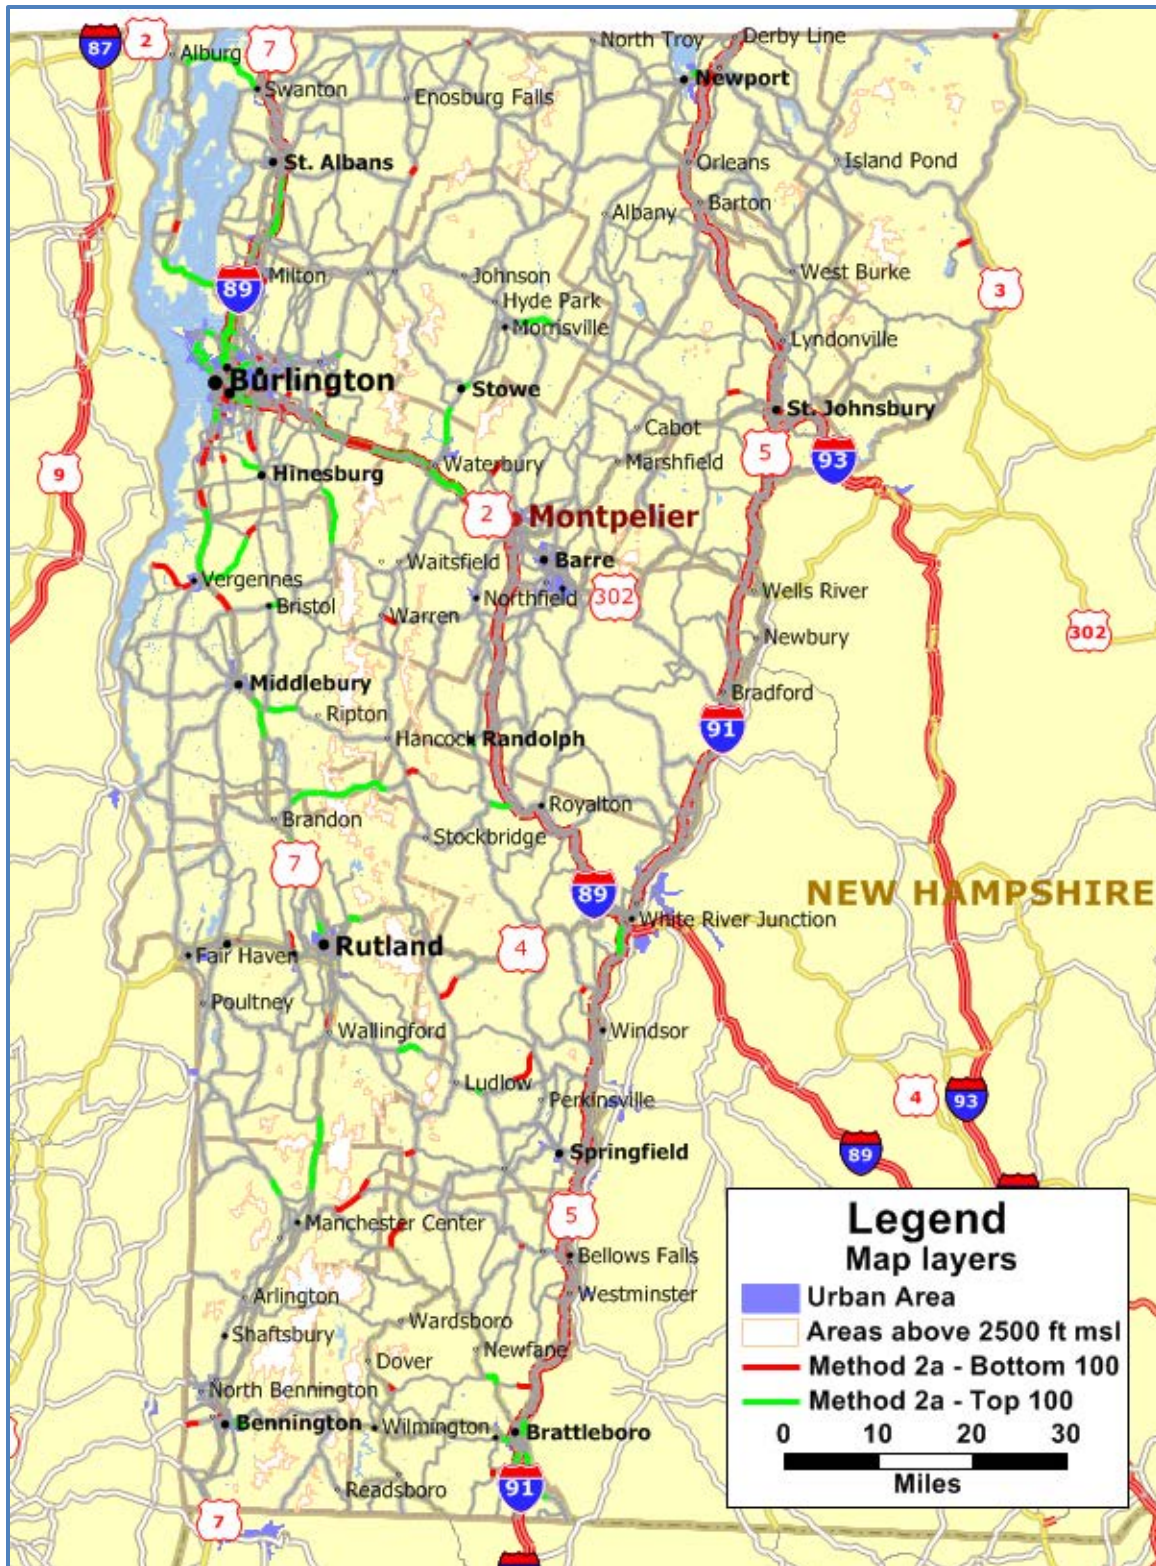 87
2
7
Alburg
Swanton
Enosburg Falls
North Troy
Derby Line
Newport
St. Albans
Orleans
Island Pond
Barton
Albany
89
Milton
Johnson
West Burke
3
Hyde Park
Morrisville
Lyndonville
Burlington
Stowe
St. Johnsbury
Cabot
9
Hinesburg
Waterbury
Marshfield
5
93
2
Montpelier
Barre
Waitsfield
Vergennes
Bristol
Northfield
302
Wells River
Warren
302
Newbury
Middlebury
Bradford
Ripton
91
Hancock
Randolph
Royalton
Brandon
Stockbridge
7
89
NEW HAMPSHIRE
White River Junction
Rutland
4
Fair Haven
Poultney
Wallingford
Windsor
Ludlow
Perkinsville
4
93
Springfield
89
Manchester Center
5
Bellows Falls
Arlington
Westminster
Wardsboro
Shaftsbury
Newfane
Dover
North Bennington
Bennington
Wilmington
Brattleboro
Readsboro
91
7
Legend
Map layers
Urban Area
Areas above 2500 ft msl
Method 2a - Bottom 100
Method 2a - Top 100
0 10 20 30
Miles